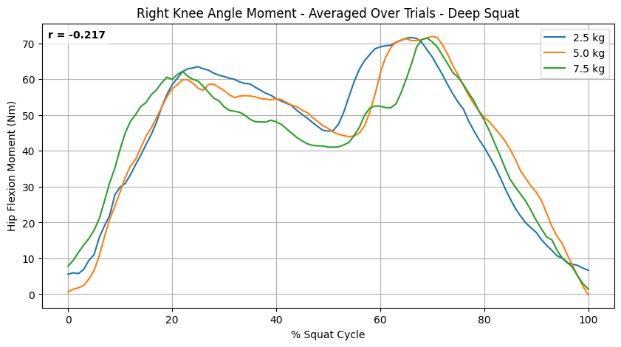 Right Knee Angle Moment - Averaged Over Trials - Deep Squat
r = -0.217
2.5 kg
5.0 kg
7.5 kg
Hip Flexion Moment (Nm)
70
60
50
40
30
20
10
0
0 20 40 60 80 100
% Squat Cycle